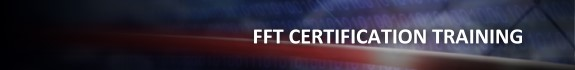 FFT CERTIFICATION TRAINING